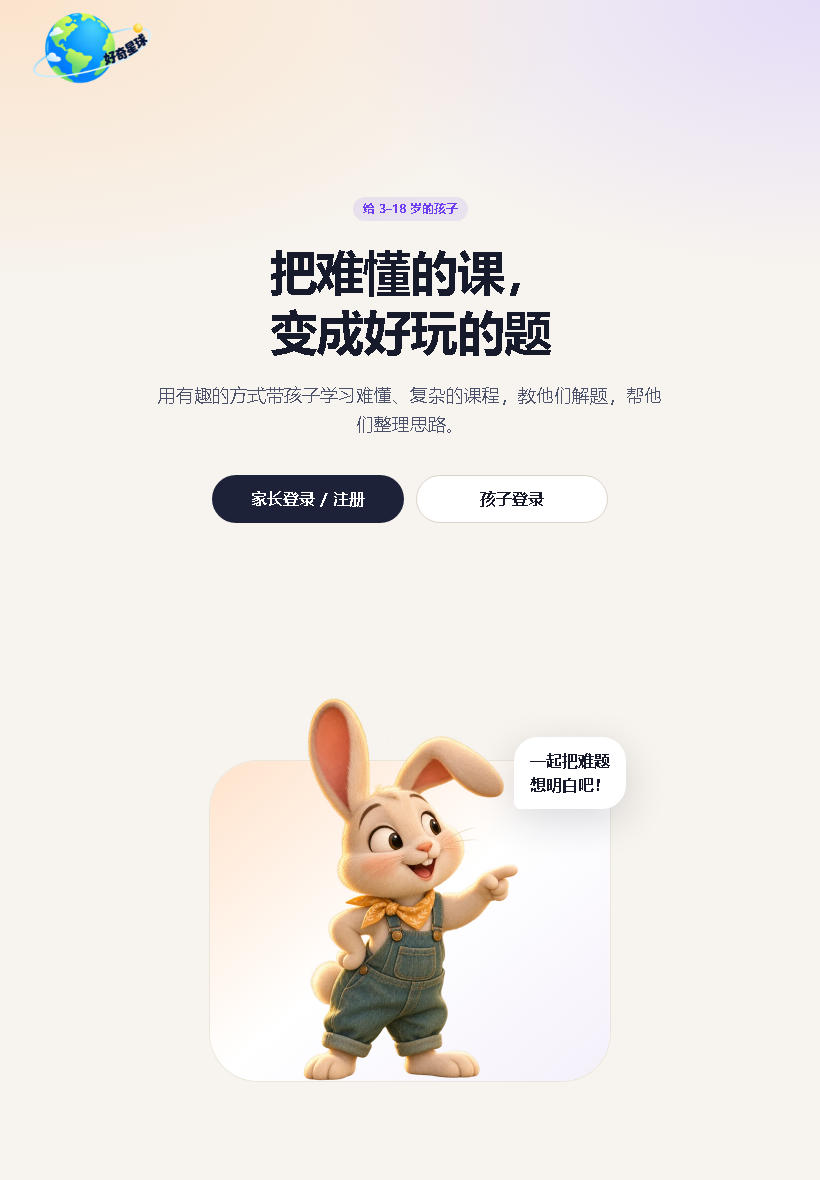 好奇星球
给 3–18 岁的孩子
把难懂的课，
变成好玩的题
用有趣的方式带孩子学习难懂、复杂的课程，教他们解题，帮他
们整理思路。
家长登录 / 注册
孩子登录
一起把难题
想明白吧！